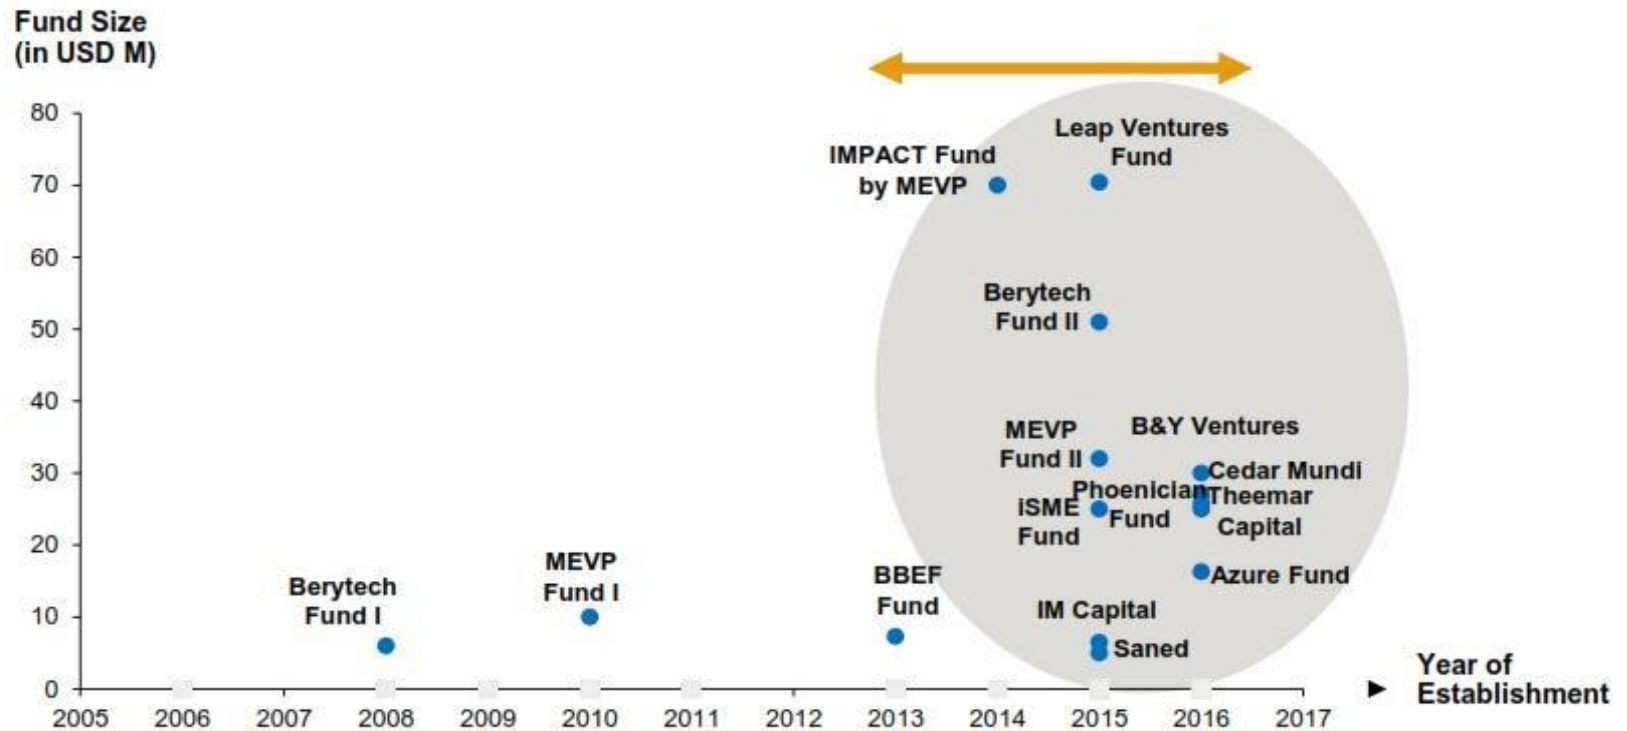 Fund Size
(in USD M)
80
70
60
50
40
30
20
10
0
Leap Ventures
Fund
IMPACT Fund
by MEVP
Berytech
Fund II
MEVP
Fund II
B&Y Ventures
Cedar Mundi
Phoenician
Fund
Theemar
Capital
iSME
Fund
Azure Fund
IM Capital
Saned
BBEF
Fund
MEVP
Fund I
Berytech
Fund I
2005 2006 2007 2008 2009 2010 2011 2012 2013 2014 2015 2016 2017
Year of
Establishment